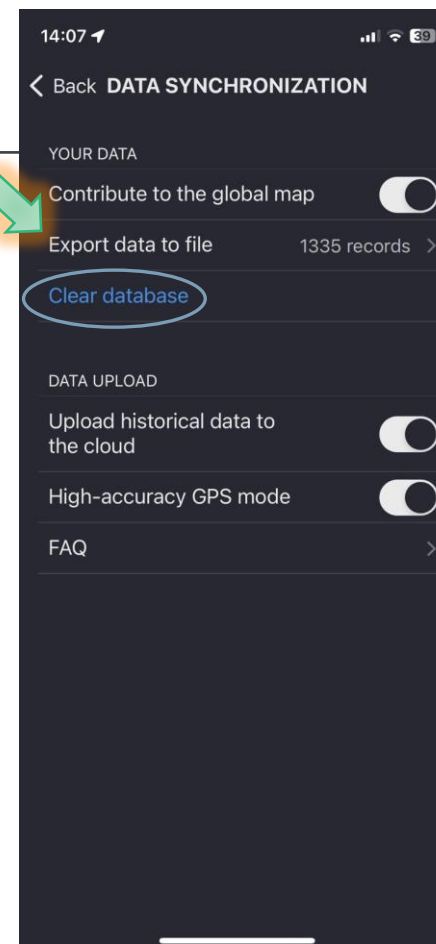 14:07 39
Back DATA SYNCHRONIZATION
YOUR DATA
Contribute to the global map
Export data to file 1335 records
Clear database
DATA UPLOAD
Upload historical data to
the cloud
High-accuracy GPS mode
FAQ